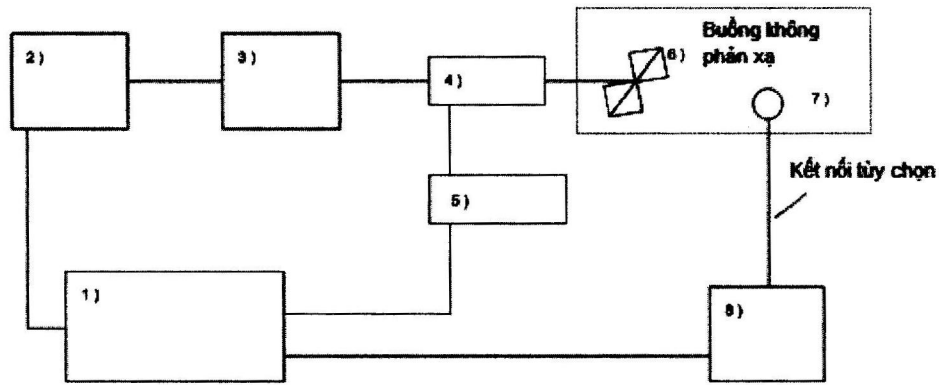 2)
3)
4)
6)
Buồng không
phản xạ
7)
Kết nối tùy chọn
5)
1)
8)